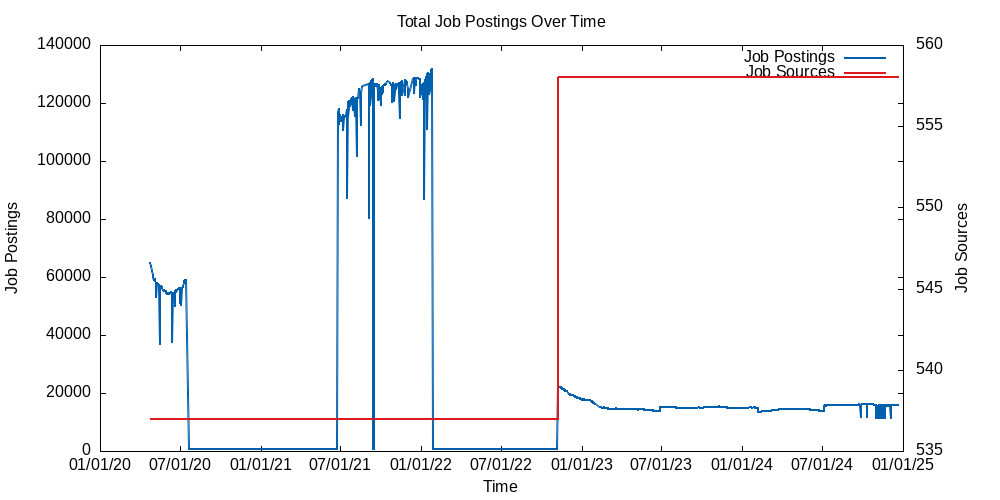 Total Job Postings Over Time
140000
120000
100000
80000
60000
40000
20000
0
560
555
550
545
540
535
Job Postings
Job Sources
Job Postings
Job Sources
01/01/20 07/01/20 01/01/21 07/01/21 01/01/22 07/01/22 01/01/23 07/01/23 01/01/24 07/01/24 01/01/25
Time